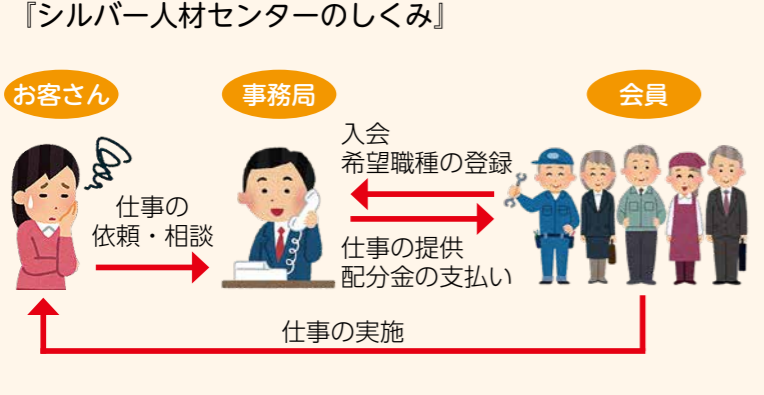 『シルバー人材センターのしくみ』
お客さん
事務局
会員
入会
希望職種の登録
仕事の
依頼・相談
仕事の提供
配分金の支払い
仕事の実施